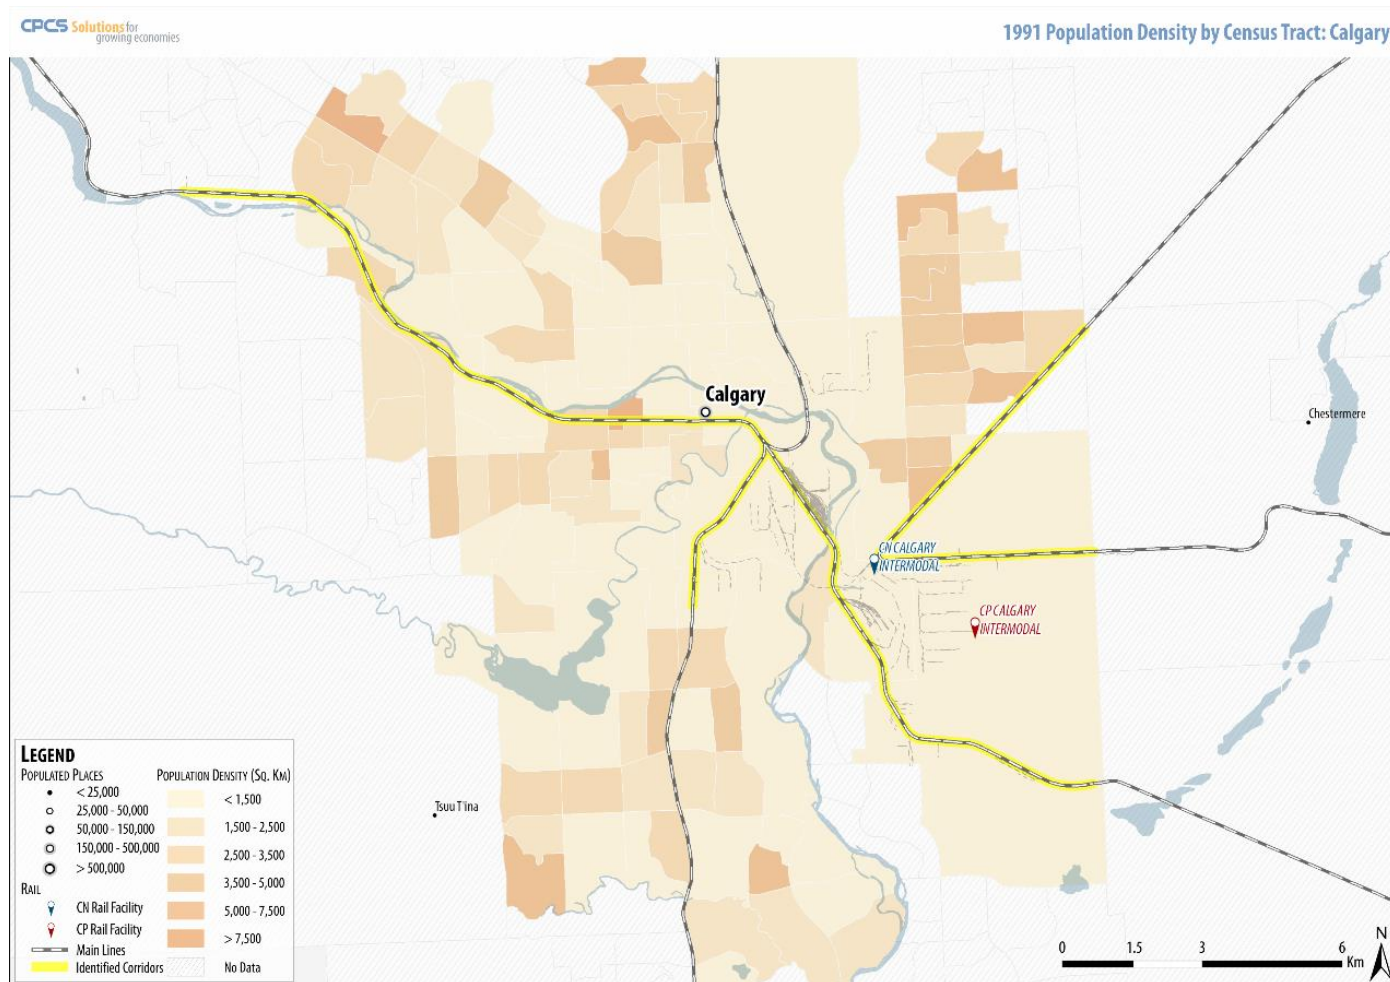 CPCS Solutions for
growing economies
1991 Population Density by Census Tract: Calgary
Calgary
Chestermere
CN CALGARY
INTERMODAL
CP CALGARY
INTERMODAL
Tsuu T'ina
LEGEND
POPULATED PLACES
< 25,000
25,000 - 50,000
50,000 - 150,000
150,000 - 500,000
> 500,000
RAIL
CN Rail Facility
CP Rail Facility
Main Lines
Identified Corridors
POPULATION DENSITY (SQ. KM)
< 1,500
1,500 - 2,500
2,500 - 3,500
3,500 - 5,000
5,000 - 7,500
> 7,500
No Data
0 1.5 3 6
Km
N